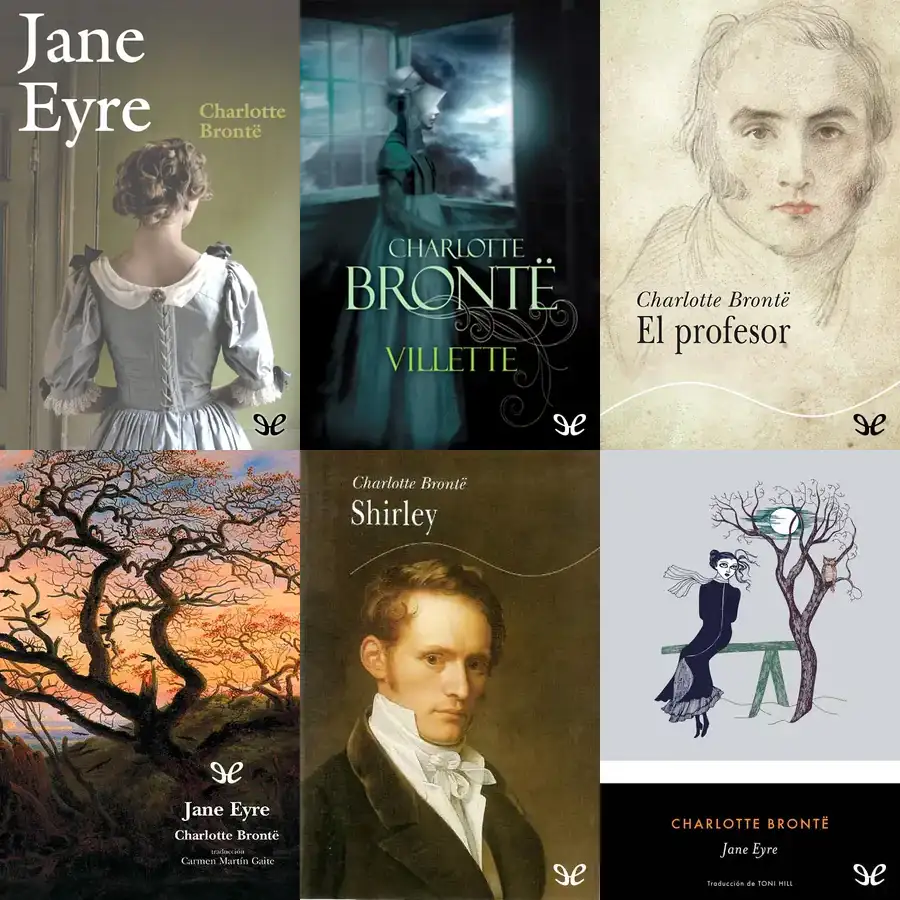 Jane
Eyre
Charlotte
Brontë
CHARLOTTE
BRONTË
VILLETTE
Charlotte Brontë
El profesor
Jane Eyre
Charlotte Brontë
traducción
Carmen Martín Gaite
Charlotte Brontë
Shirley
CHARLOTTE BRONTË
Jane Eyre
Traducción de TONI HILL